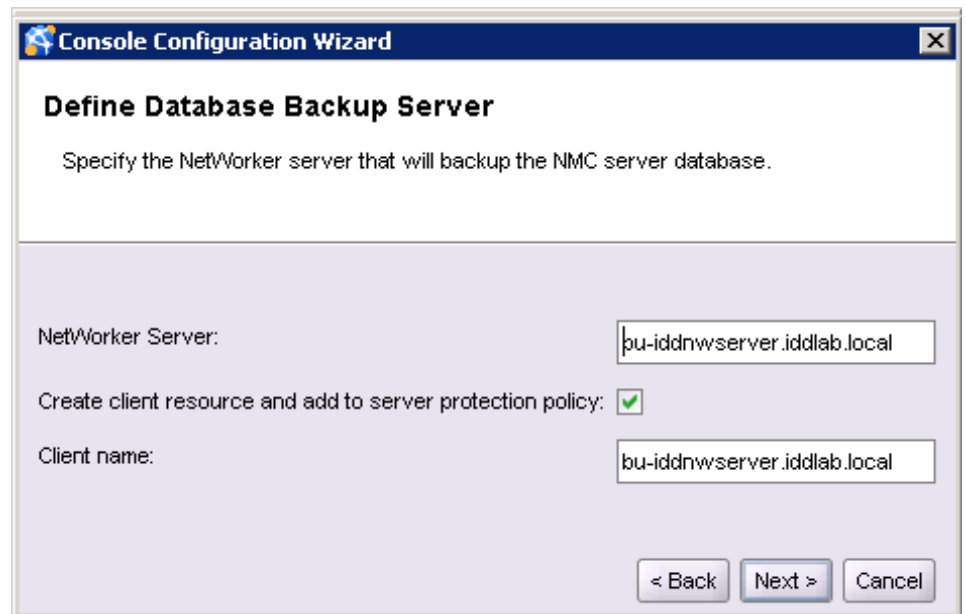 Console Configuration Wizard
Define Database Backup Server
Specify the NetWorker server that will backup the NMC server database.
NetWorker Server:
bu-iddnwserver.iddlab.local
Create client resource and add to server protection policy:
Client name:
bu-iddnwserver.iddlab.local
< Back
Next >
Cancel